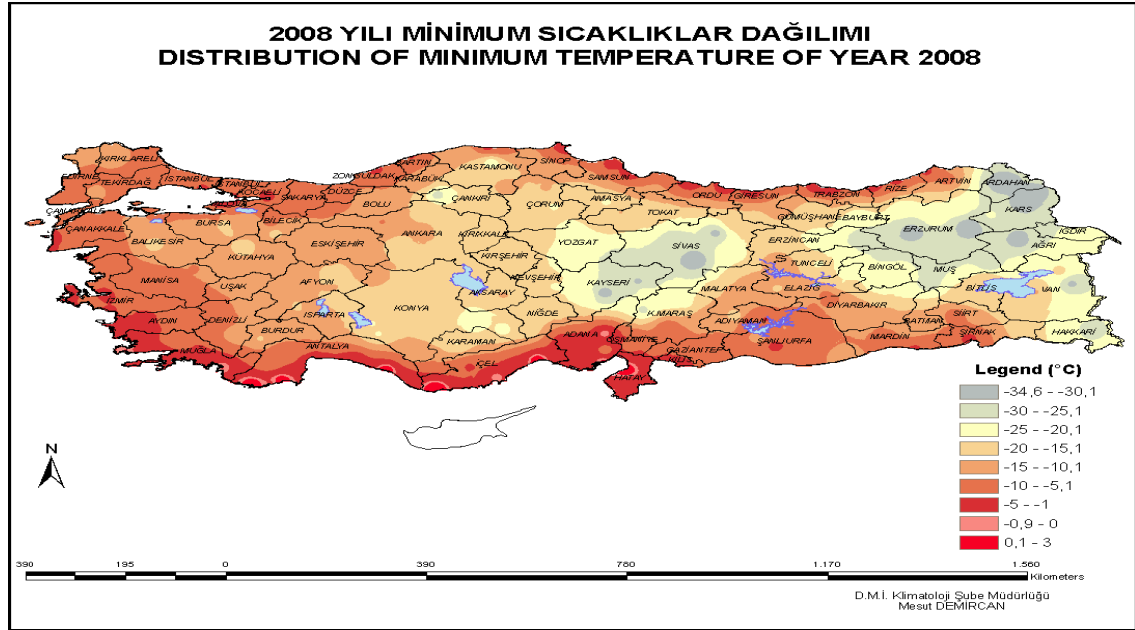 2008 YILI MİNİMUM SICAKLIKLAR DAĞILIMI
DISTRIBUTION OF MINIMUM TEMPERATURE OF YEAR 2008
KIRKLARELİ
EDİRNE
TEKİRDAĞ
İSTANBUL
İSTANBUL
KOCAELİ
SAKARYA
DÜZCE
ZONGULDAK
BARTIN
KARABÜK
KASTAMONU
SİNOP
SAMSUN
ORDU
GİRESUN
TRABZON
RİZE
ARTVİN
ARDAHAN
KARS
IĞDIR
AĞRI
ERZURUM
BAYBURT
GÜMÜŞHANE
ERZİNCAN
TUNCELİ
BİNGÖL
MUŞ
BİTLİS
VAN
HAKKARİ
SİİRT
ŞIRNAK
BATMAN
MARDİN
DİYARBAKIR
ELAZIĞ
MALATYA
ADIYAMAN
ŞANLIURFA
GAZİANTEP
KİLİS
HATAY
OSMANİYE
K.MARAŞ
ADANA
İÇEL
KARAMAN
NİĞDE
KAYSERİ
SİVAS
TOKAT
AMASYA
ÇORUM
YOZGAT
ÇANKIRI
KIRIKKALE
KIRŞEHİR
NEVŞEHİR
AKSARAY
ANKARA
KONYA
BOLU
BİLECİK
ESKİŞEHİR
BURSA
ÇANAKKALE
ÇANAKKALE
BALIKESİR
KÜTAHYA
MANİSA
UŞAK
AFYON
İZMİR
AYDIN
DENİZLİ
ISPARTA
BURDUR
MUĞLA
ANTALYA
Legend (°C)
-34,6 - -30,1
-30 - -25,1
-25 - -20,1
-20 - -15,1
-15 - -10,1
-10 - -5,1
-5 - -1
-0,9 - 0
0,1 - 3
N
390 195 0 390 780 1.170 1.560
Kilometers
D.M.İ. Klimatoloji Şube Müdürlüğü
Mesut DEMİRCAN